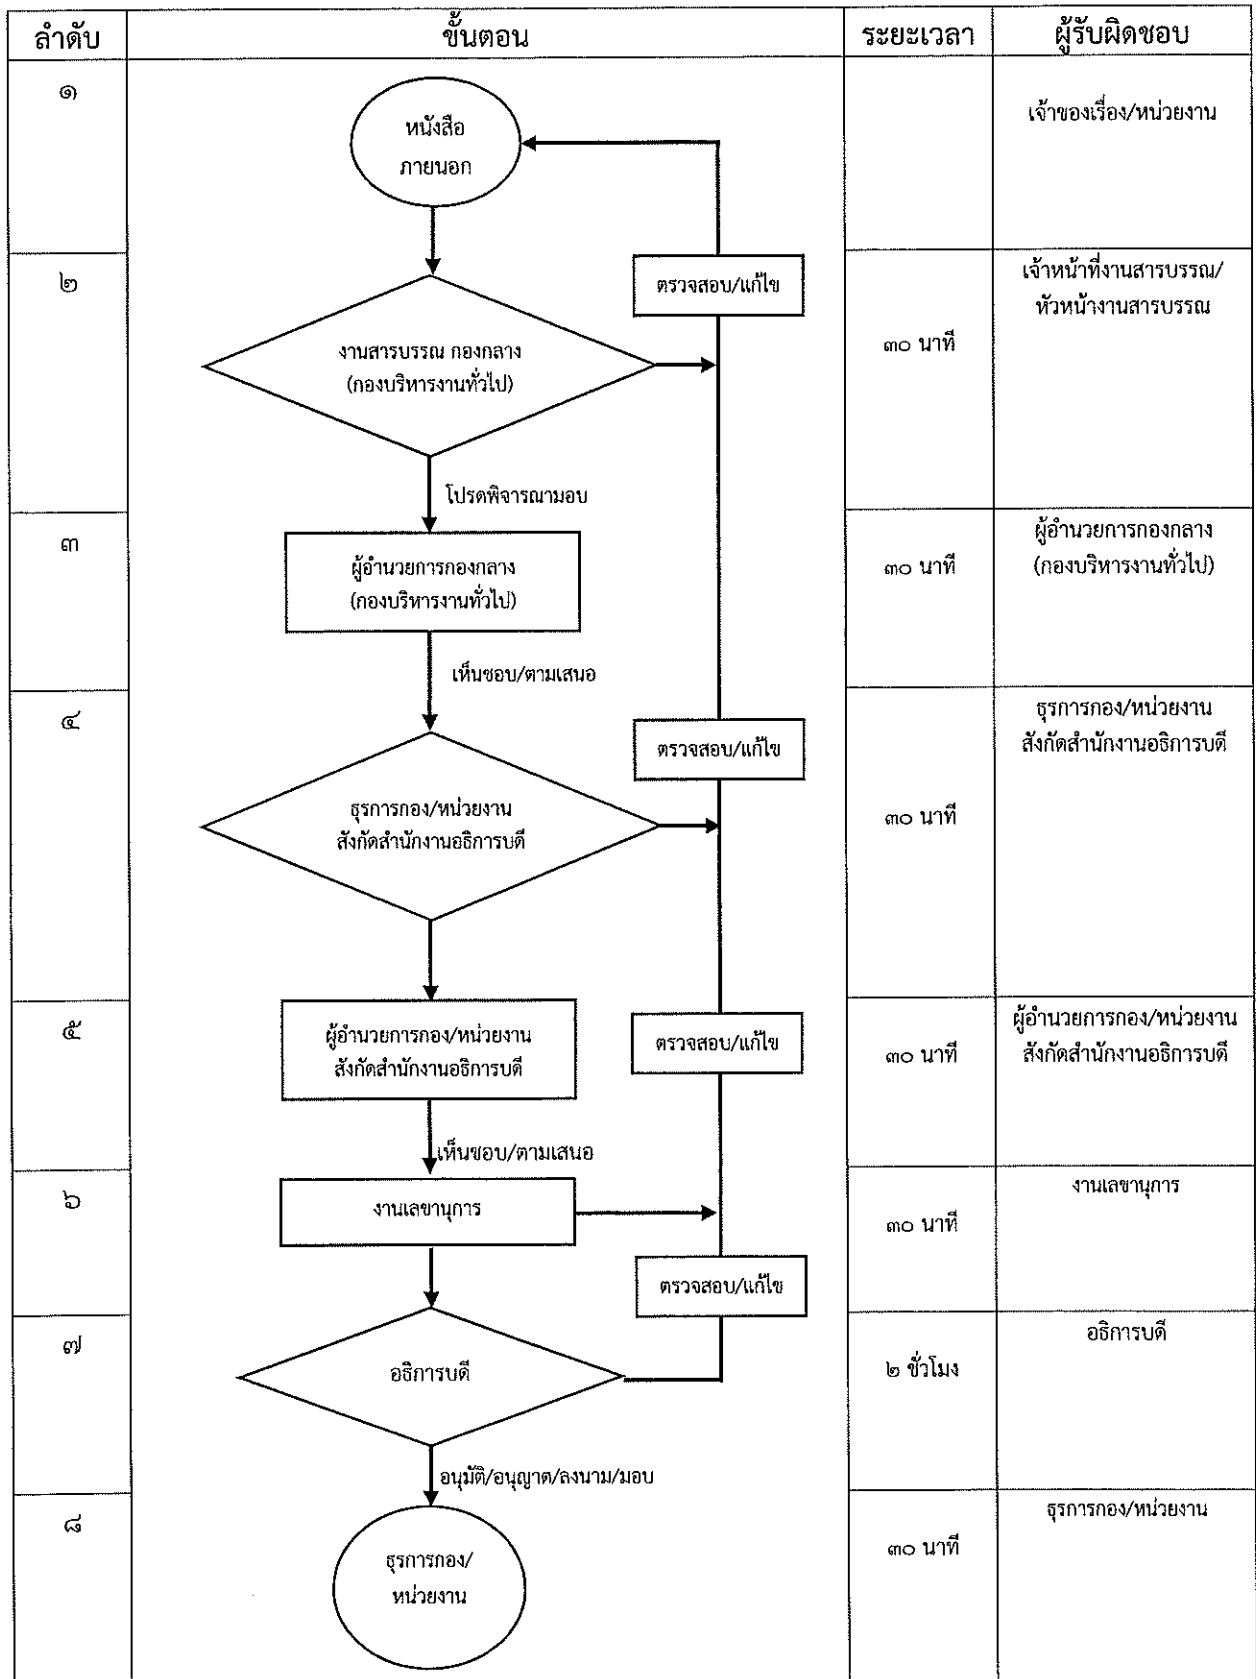 ลำดับ ขั้นตอน ระยะเวลา ผู้รับผิดชอบ
๑
หนังสือ
ภายนอก
เจ้าของเรื่อง/หน่วยงาน
๒
ตรวจสอบ/แก้ไข
งานสารบรรณ กองกลาง
(กองบริหารงานทั่วไป)
๓๐ นาที
เจ้าหน้าที่งานสารบรรณ/
หัวหน้างานสารบรรณ
โปรดพิจารณามอบ
๓
ผู้อำนวยการกองกลาง
(กองบริหารงานทั่วไป)
๓๐ นาที
ผู้อำนวยการกองกลาง
(กองบริหารงานทั่วไป)
เห็นชอบ/ตามเสนอ
๔
ตรวจสอบ/แก้ไข
ธุรการกอง/หน่วยงาน
สังกัดสำนักงานอธิการบดี
๓๐ นาที
ธุรการกอง/หน่วยงาน
สังกัดสำนักงานอธิการบดี
๕
ผู้อำนวยการกอง/หน่วยงาน
สังกัดสำนักงานอธิการบดี
ตรวจสอบ/แก้ไข
๓๐ นาที
ผู้อำนวยการกอง/หน่วยงาน
สังกัดสำนักงานอธิการบดี
เห็นชอบ/ตามเสนอ
๖
งานเลขานุการ
๓๐ นาที
งานเลขานุการ
ตรวจสอบ/แก้ไข
๗
อธิการบดี
๒ ชั่วโมง
อธิการบดี
อนุมัติ/อนุญาต/ลงนาม/มอบ
๘
ธุรการกอง/
หน่วยงาน
๓๐ นาที
ธุรการกอง/หน่วยงาน